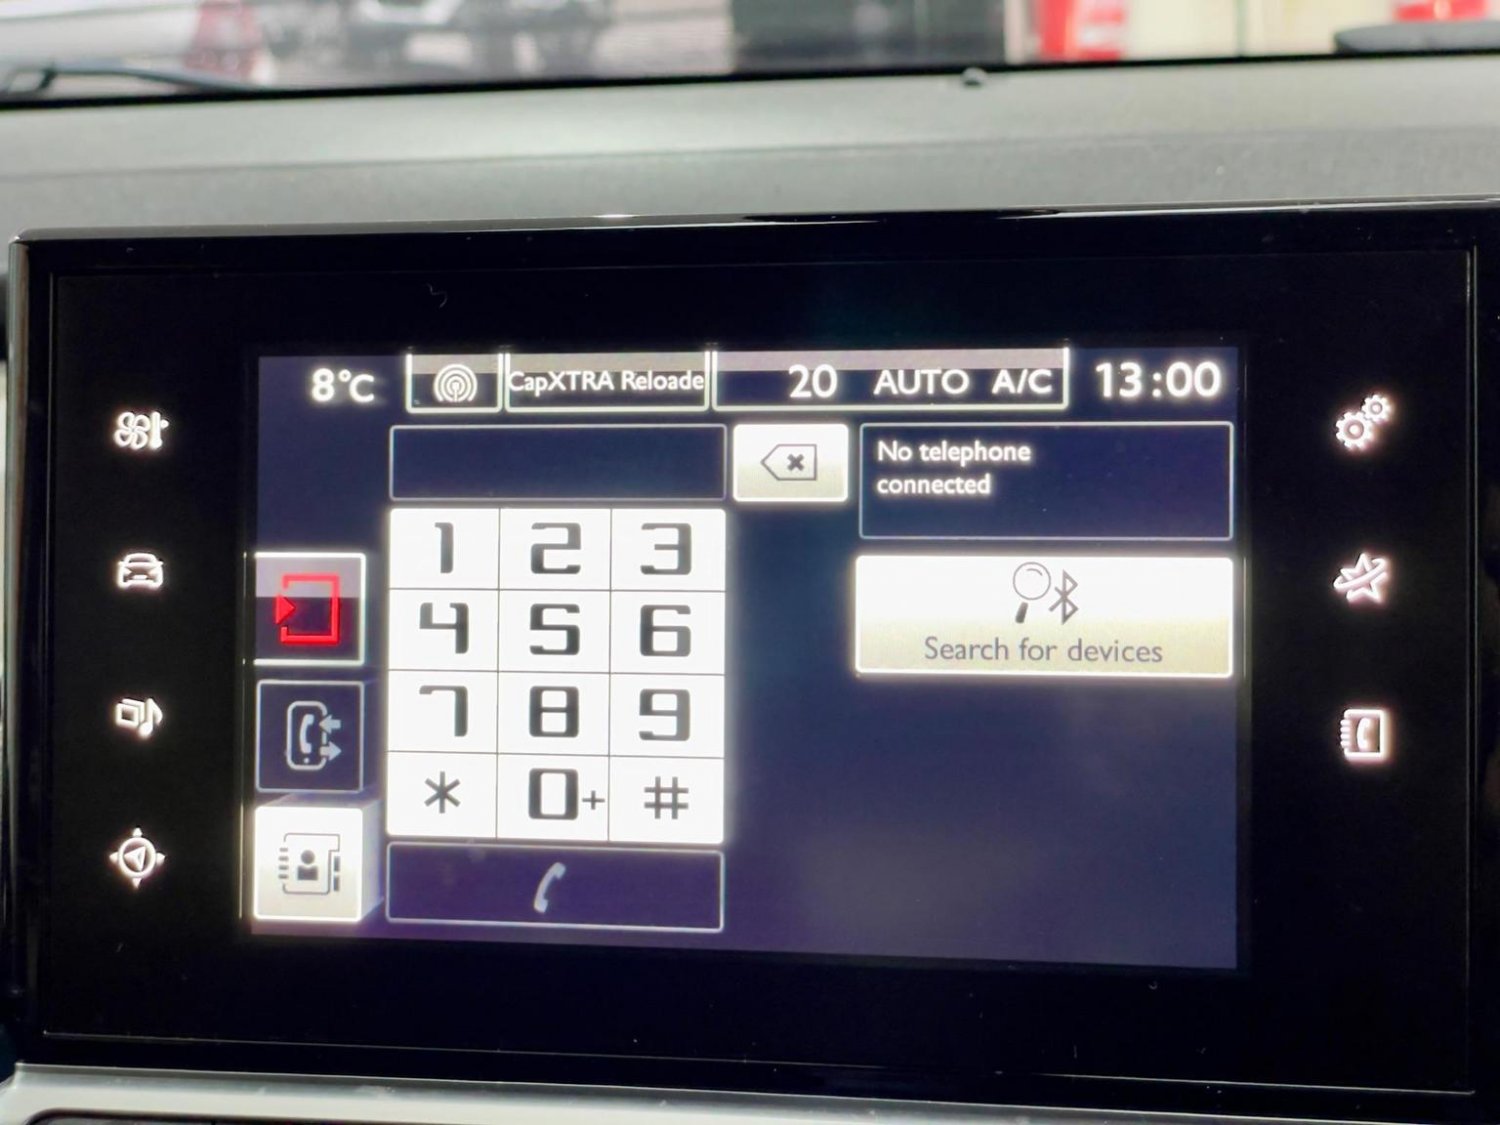 8°C
CapXTRA Reloade
20 AUTO A/C
13:00
No telephone
connected
1 2 3
4 5 6
7 8 9
* 0+ #
Search for devices